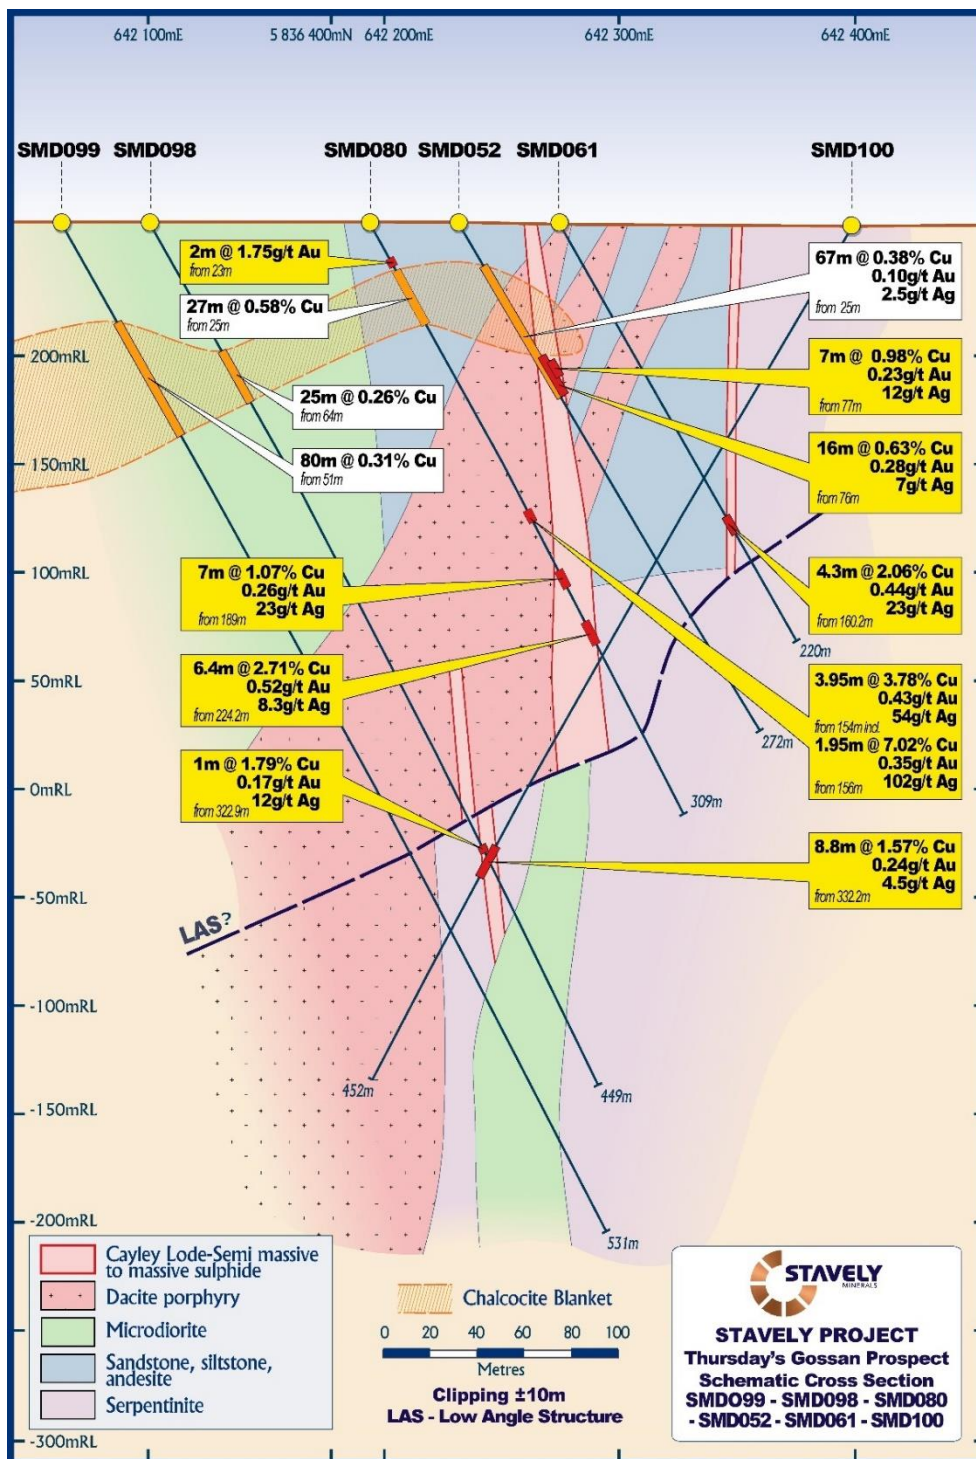 642 100mE
5 836 400mN
642 200mE
642 300mE
642 400mE
SMD099
SMD098
SMD080
SMD052
SMD061
SMD100
2m @ 1.75g/t Au
from 23m
27m @ 0.58% Cu
from 25m
67m @ 0.38% Cu
0.10g/t Au
2.5g/t Ag
from 25m
200mRL
7m @ 0.98% Cu
0.23g/t Au
12g/t Ag
from 77m
25m @ 0.26% Cu
from 64m
80m @ 0.31% Cu
from 51m
16m @ 0.63% Cu
0.28g/t Au
7g/t Ag
from 76m
150mRL
100mRL
7m @ 1.07% Cu
0.26g/t Au
23g/t Ag
from 189m
4.3m @ 2.06% Cu
0.44g/t Au
23g/t Ag
from 160.2m
220m
50mRL
6.4m @ 2.71% Cu
0.52g/t Au
8.3g/t Ag
from 224.2m
3.95m @ 3.78% Cu
0.43g/t Au
54g/t Ag
from 154m incl.
1.95m @ 7.02% Cu
0.35g/t Au
102g/t Ag
from 156m
272m
0mRL
309m
1m @ 1.79% Cu
0.17g/t Au
12g/t Ag
from 322.9m
8.8m @ 1.57% Cu
0.24g/t Au
4.5g/t Ag
from 332.2m
-50mRL
LAS?
-100mRL
452m
449m
-150mRL
-200mRL
531m
Cayley Lode-Semi massive
to massive sulphide
Dacite porphyry
Microdiorite
Sandstone, siltstone,
andesite
Serpentinite
-300mRL
Chalcocite Blanket
0 20 40 60 80 100
Metres
Clipping ±10m
LAS - Low Angle Structure
STAVELY
MINERALS
STAVELY PROJECT
Thursday's Gossan Prospect
Schematic Cross Section
SMDO99 - SMD098 - SMD080
- SMD052 - SMD061 - SMD100